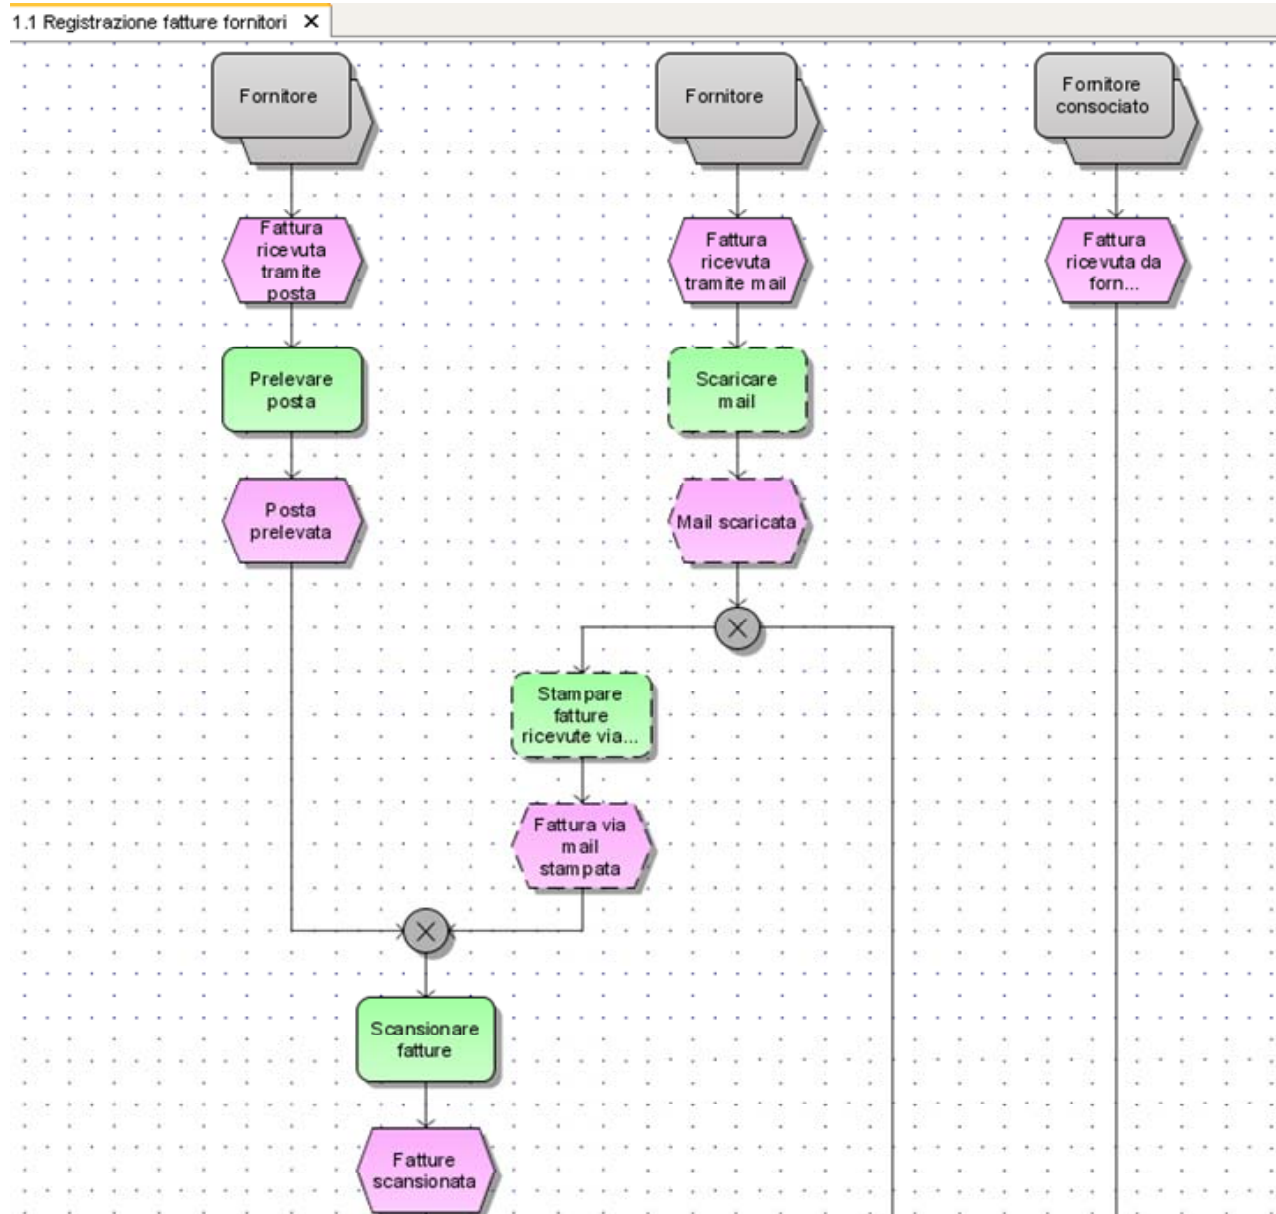 1.1 Registrazione fatture fornitori
Fornitore
Fornitore
Fornitore
consociato
Fattura
ricevuta
tramite
posta
Fattura
ricevuta
tramite mail
Fattura
ricevuta da
forn...
Prelevare
posta
Scaricare
mail
Posta
prelevata
Mail scaricata
Stampare
fatture
ricevute via...
Fattura via
mail
stampata
Scansionare
fatture
Fatture
scansionata